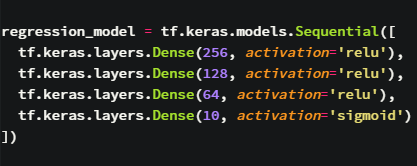 regression_model = tf.keras.models.Sequential([
  tf.keras.layers.Dense(256, activation='relu'),
  tf.keras.layers.Dense(128, activation='relu'),
  tf.keras.layers.Dense(64, activation='relu'),
  tf.keras.layers.Dense(10, activation='sigmoid')
])